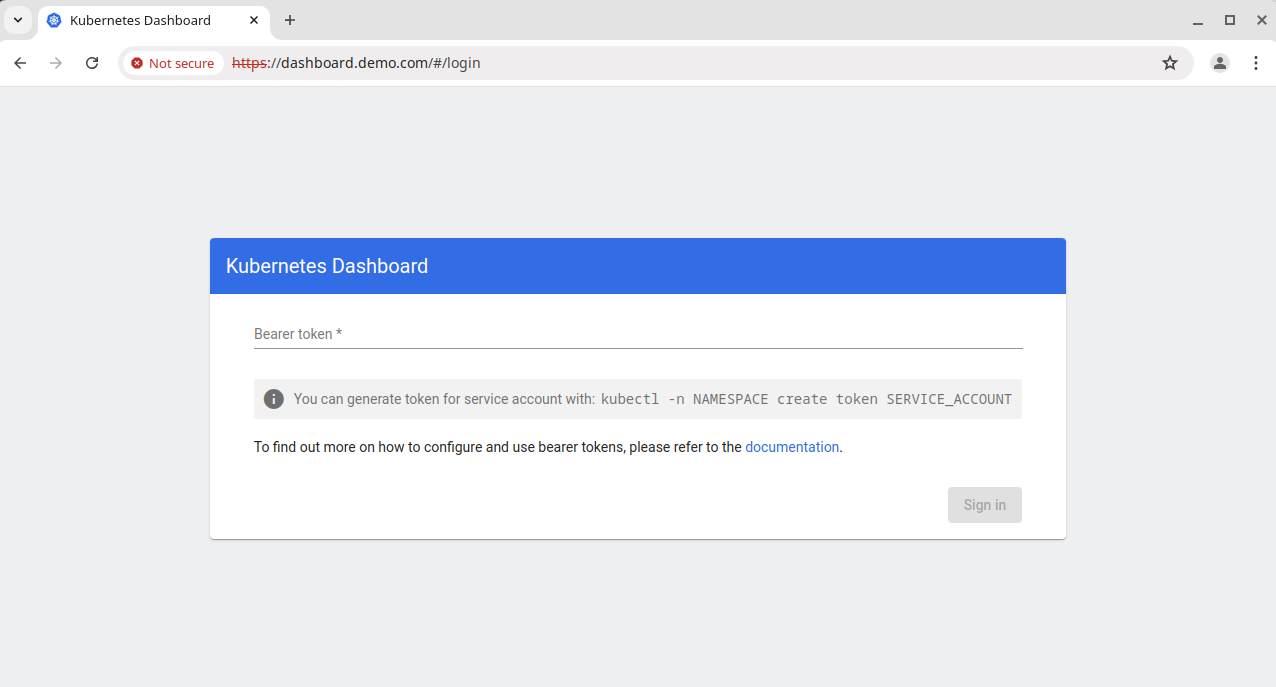 Kubernetes Dashboard
Not secure https://dashboard.demo.com/#/login
Kubernetes Dashboard
Bearer token *
You can generate token for service account with: kubectl -n NAMESPACE create token SERVICE_ACCOUNT
To find out more on how to configure and use bearer tokens, please refer to the documentation.
Sign in